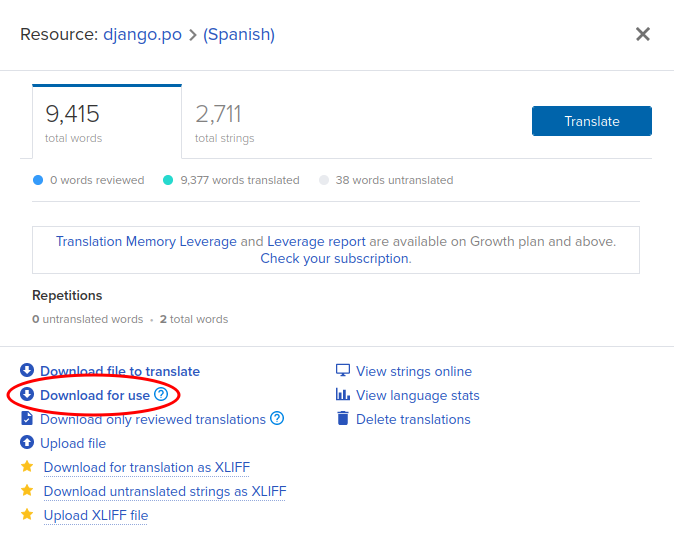 Resource: django.po > (Spanish)
9,415
total words
2,711
total strings
Translate
0 words reviewed
9,377 words translated
38 words untranslated
Translation Memory Leverage and Leverage report are available on Growth plan and above.
Check your subscription.
Repetitions
0 untranslated words • 2 total words
Download file to translate
Download for use ?
Download only reviewed translations ?
Upload file
Download for translation as XLIFF
Download untranslated strings as XLIFF
Upload XLIFF file
View strings online
View language stats
Delete translations